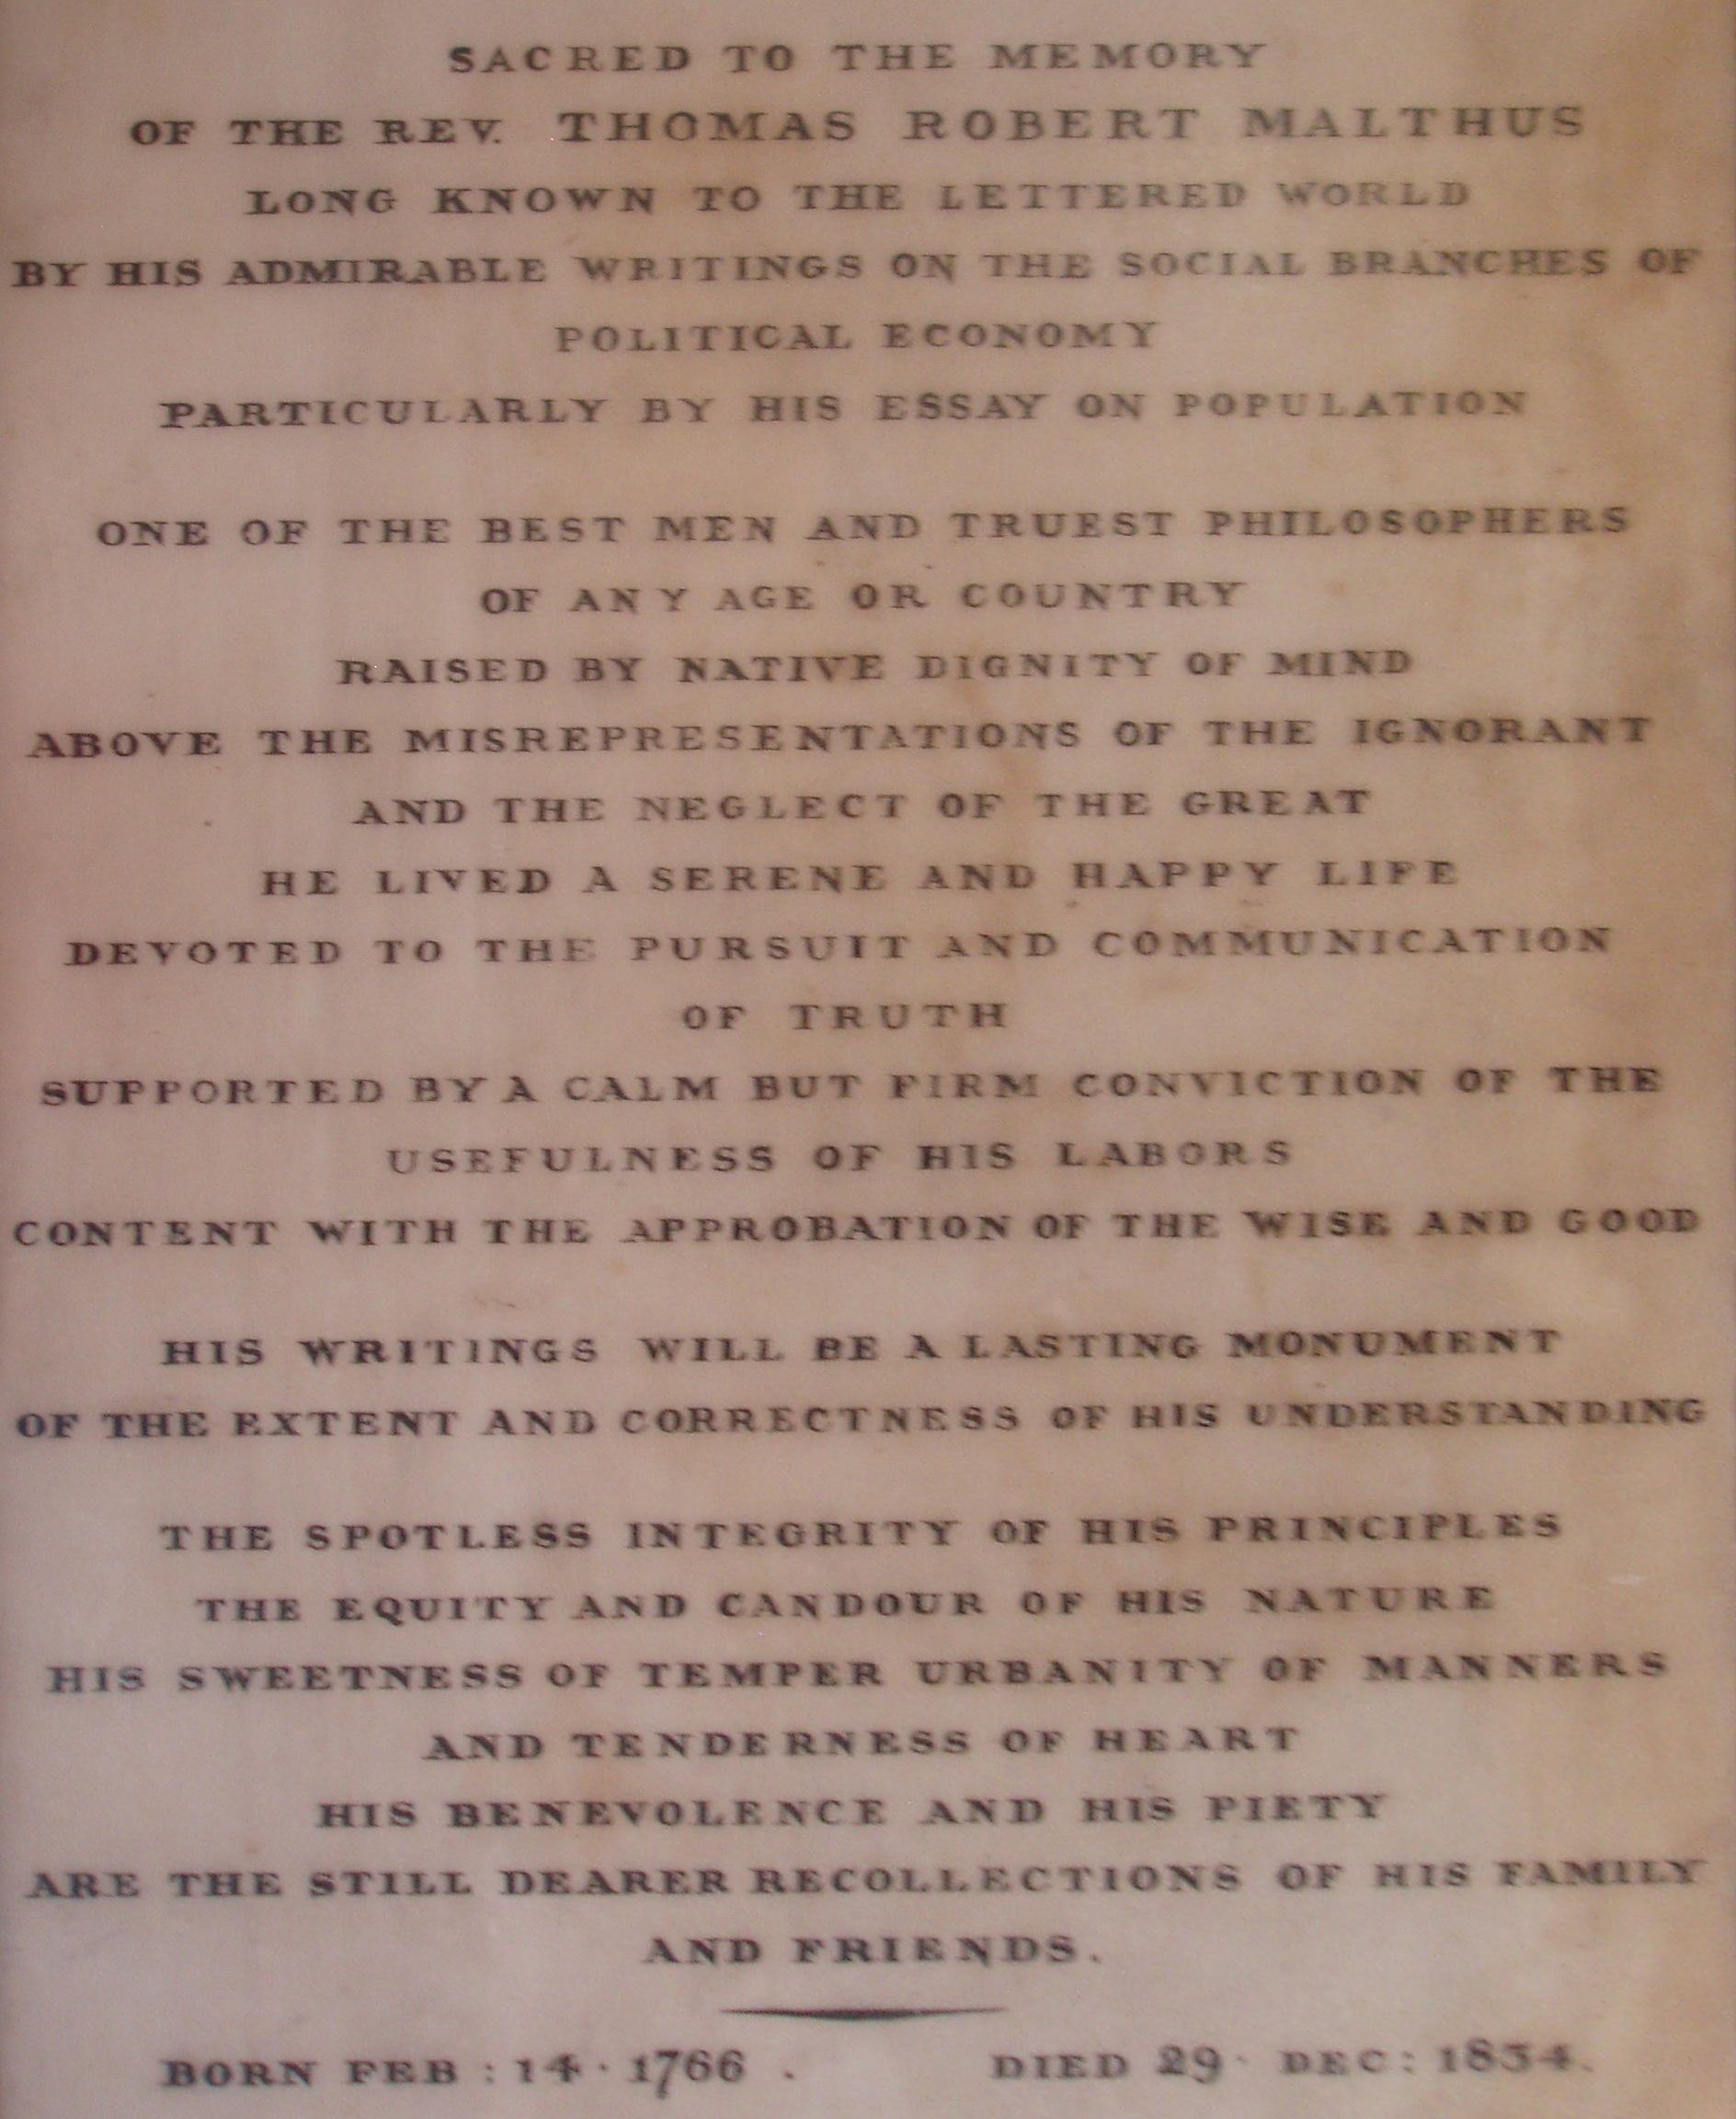 SACRED TO THE MEMORY
OF THE REV. THOMAS ROBERT MALTHUS
LONG KNOWN TO THE LETTERED WORLD
BY HIS ADMIRABLE WRITINGS ON THE SOCIAL BRANCHES OF
POLITICAL ECONOMY
PARTICULARLY BY HIS ESSAY ON POPULATION
ONE OF THE BEST MEN AND TRUEST PHILOSOPHERS
OF ANY AGE OR COUNTRY
RAISED BY NATIVE DIGNITY OF MIND
ABOVE THE MISREPRESENTATIONS OF THE IGNORANT
AND THE NEGLECT OF THE GREAT
HE LIVED A SERENE AND HAPPY LIFE
DEVOTED TO THE PURSUIT AND COMMUNICATION
OF TRUTH
SUPPORTED BY A CALM BUT FIRM CONVICTION OF THE
USEFULNESS OF HIS LABORS
CONTENT WITH THE APPROBATION OF THE WISE AND GOOD
HIS WRITINGS WILL BE A LASTING MONUMENT
OF THE EXTENT AND CORRECTNESS OF HIS UNDERSTANDING
THE SPOTLESS INTEGRITY OF HIS PRINCIPLES
THE EQUITY AND CANDOUR OF HIS NATURE
HIS SWEETNESS OF TEMPER URBANITY OF MANNERS
AND TENDERNESS OF HEART
HIS BENEVOLENCE AND HIS PIETY
ARE THE STILL DEARER RECOLLECTIONS OF HIS FAMILY
AND FRIENDS.
BORN FEB : 14 · 1766 . DIED 29 · DEC : 1834.